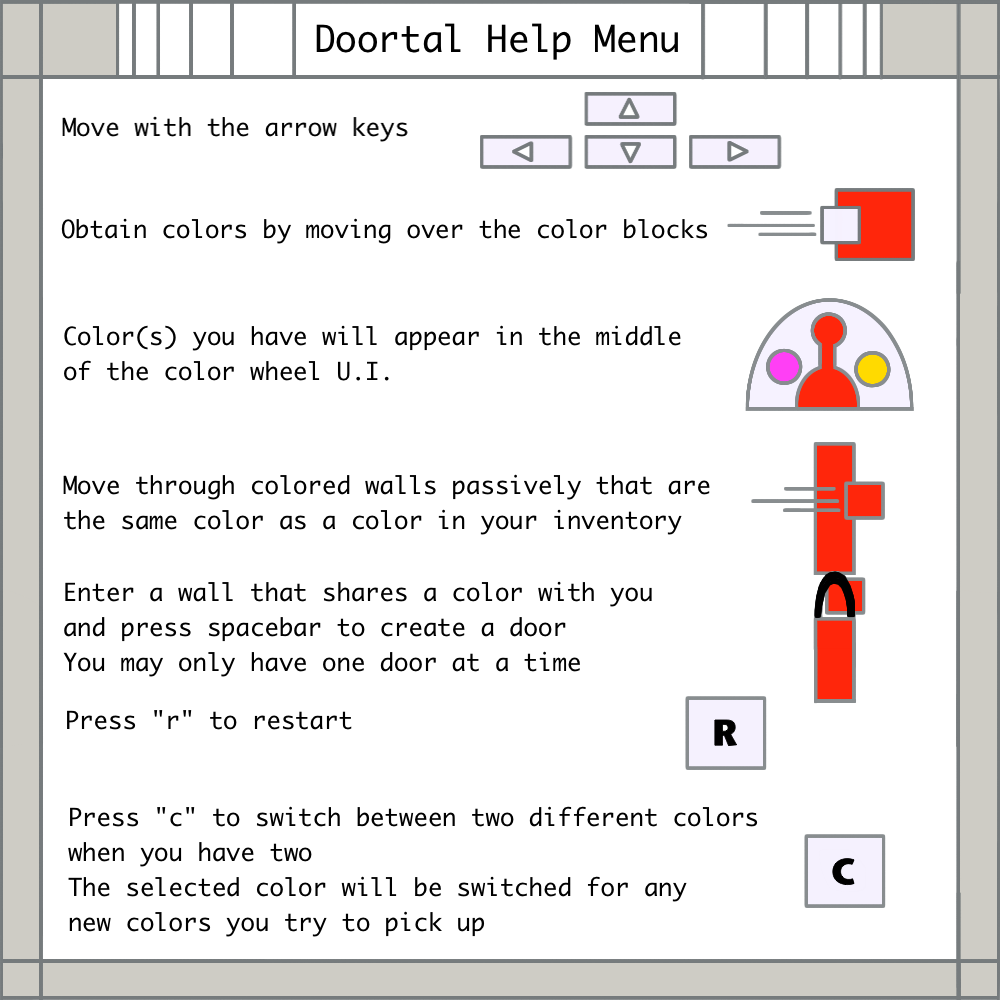 Doortal Help Menu
Move with the arrow keys
Obtain colors by moving over the color blocks
Color(s) you have will appear in the middle
of the color wheel U.I.
Move through colored walls passively that are
the same color as a color in your inventory
Enter a wall that shares a color with you
and press spacebar to create a door
You may only have one door at a time
Press "r" to restart
R
Press "c" to switch between two different colors
when you have two
The selected color will be switched for any
new colors you try to pick up
C